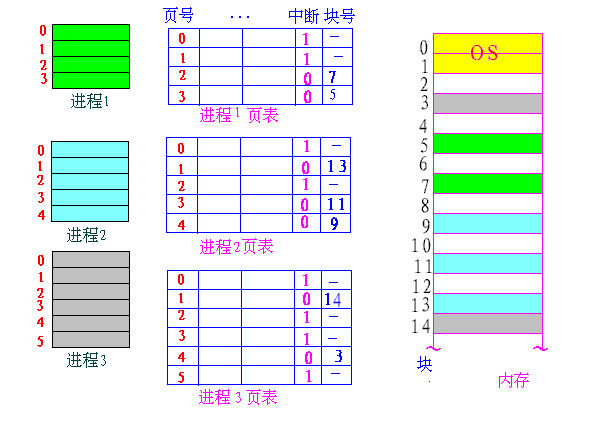 页号 ... 中断 块号
0 0 1 –
1 1 1 –
2 2 0 7
3 3 0 5
进程1
进程1 页表
0 0 1 –
1 1 0 13
2 2 1 –
3 3 0 11
4 4 0 9
进程2
进程2页表
0 0 1 –
1 1 0 14
2 2 1 –
3 3 1 –
4 4 0 3
5 5 1 –
进程3
进程3页表
0 OS
1
2
3
4
5
6
7
8
9
10
11
12
13
14
块
内存